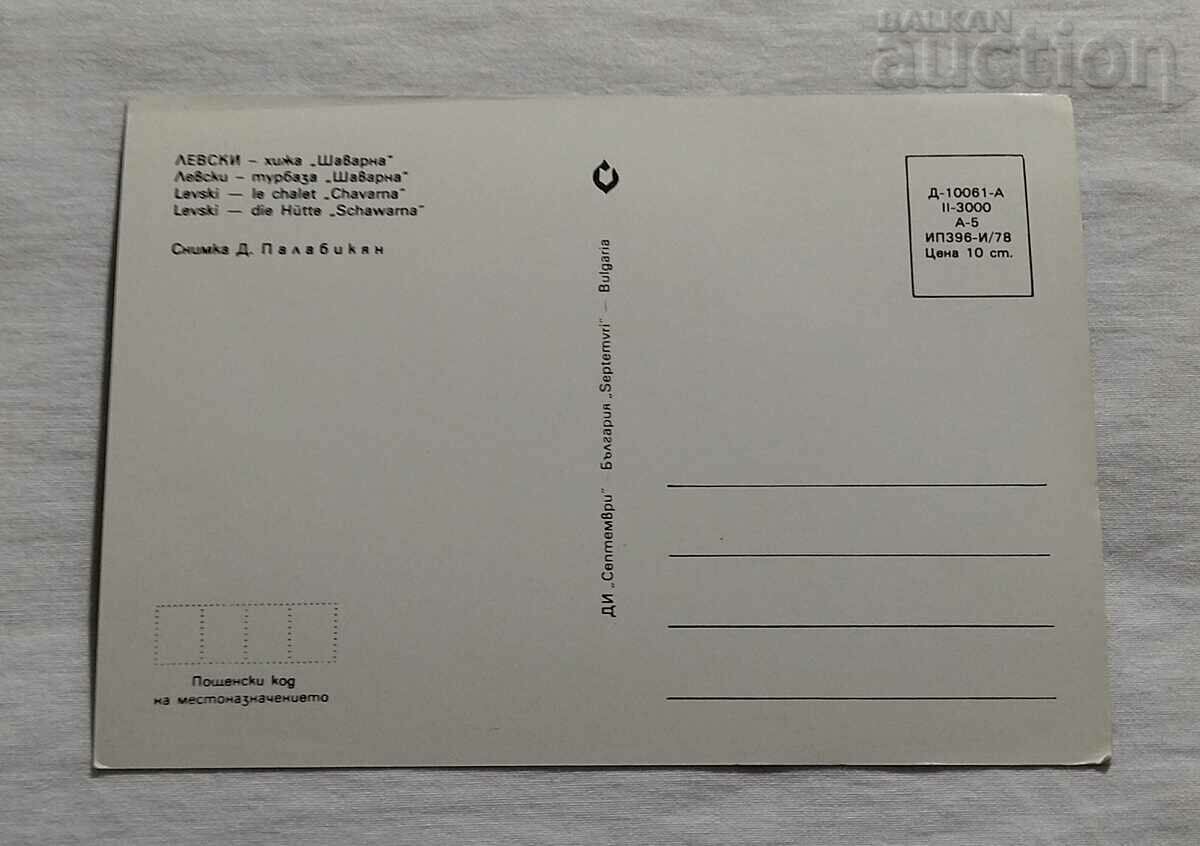 BALKAN
auction
ЛЕВСКИ – хижа „Шаварна"
Левски – турбаза „Шаварна"
Levski — le chalet „Chavarna"
Levski — die Hütte „Schawarna"
Снимка Д. Палабикян
Д-10061-А
II-3000
А-5
ИП396-И/78
Цена 10 ст.
ДИ „Септември" – България „Septemvri" – Bulgaria
Пощенски код
на местоназначението